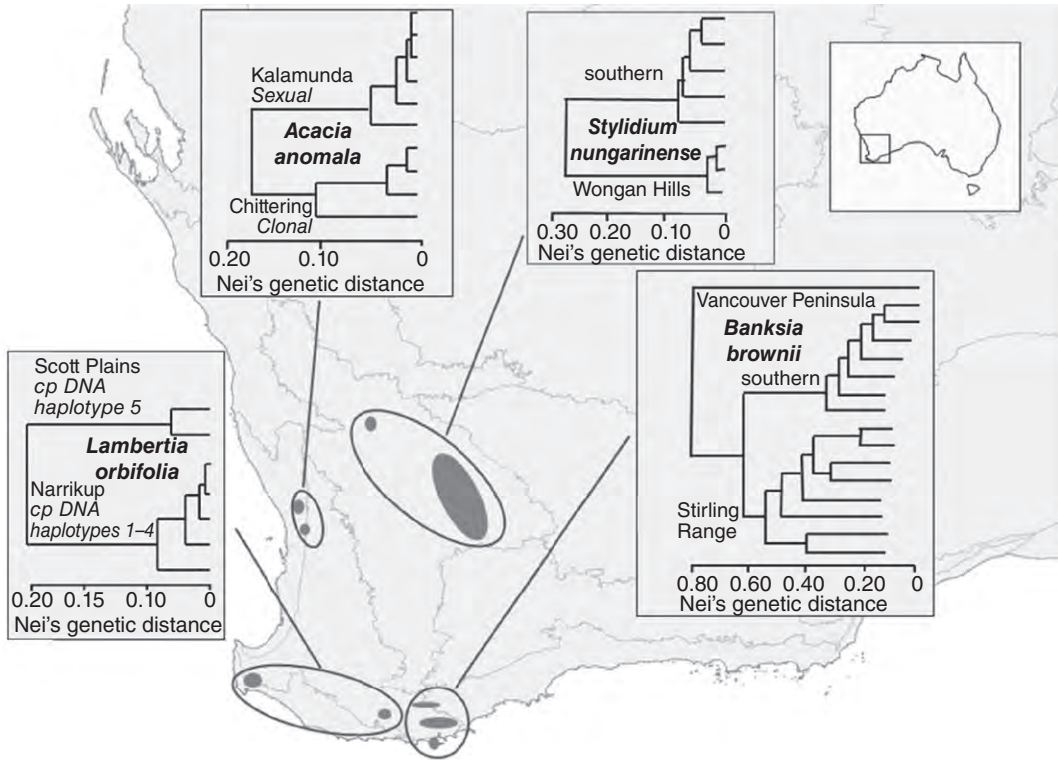 Kalamunda
Sexual
Acacia
anomala
Chittering
Clonal
0.20 0.10 0
Nei's genetic distance
southern
Stylidium
nungarinense
Wongan Hills
0.30 0.20 0.10 0
Nei's genetic distance
Vancouver Peninsula
Banksia
brownii
southern
Stirling
Range
0.80 0.60 0.40 0.20 0
Nei's genetic distance
Scott Plains
cp DNA
haplotype 5
Lambertia
orbifolia
Narrikup
cp DNA
haplotypes 1–4
0.20 0.15 0.10 0
Nei's genetic distance